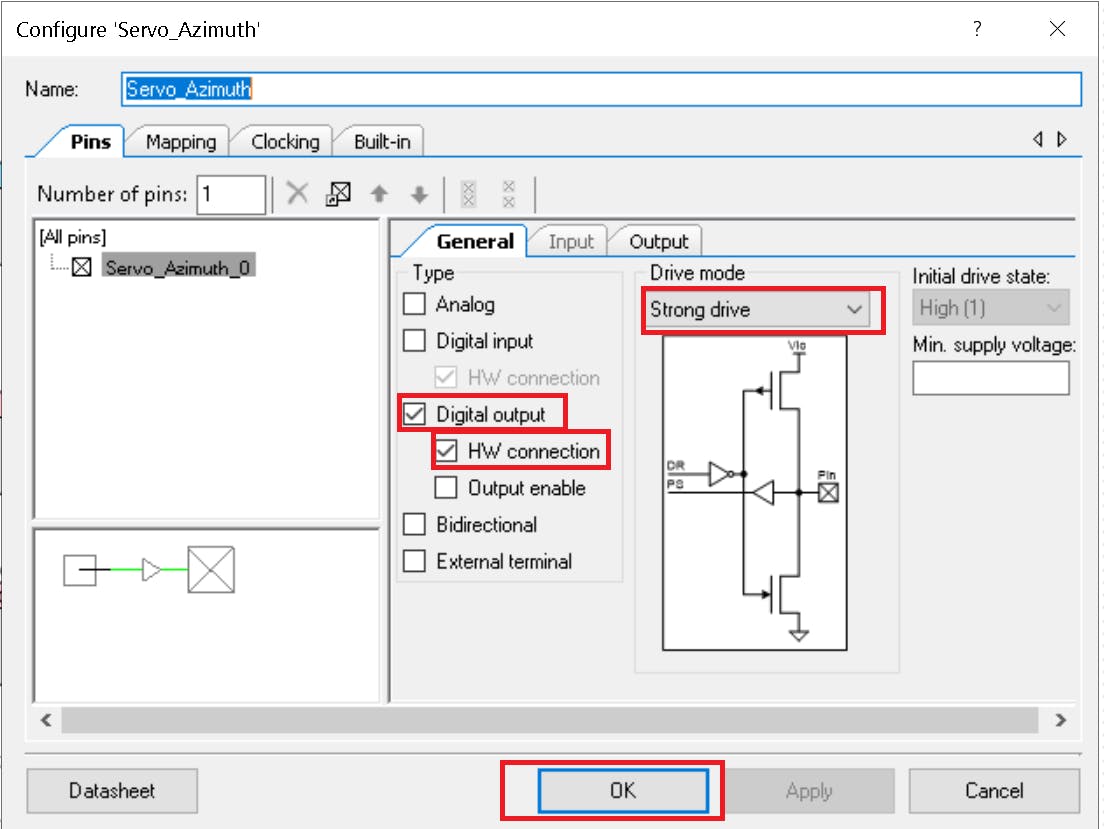 Configure 'Servo_Azimuth'
?
Name:
Servo_Azimuth
Pins
Mapping
Clocking
Built-in
Number of pins:
1
[All pins]
Servo_Azimuth_0
General
Input
Output
Type
Analog
Digital input
HW connection
Digital output
HW connection
Output enable
Bidirectional
External terminal
Drive mode
Strong drive
Vio
DR
PS
Pin
Initial drive state:
High (1)
Min. supply voltage:
Datasheet
OK
Apply
Cancel